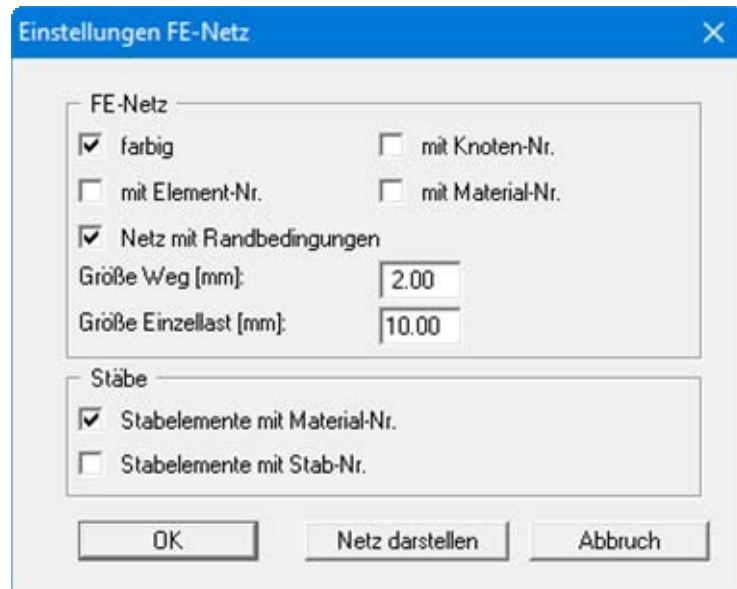 Einstellungen FE-Netz
FE-Netz
farbig
mit Knoten-Nr.
mit Element-Nr.
mit Material-Nr.
Netz mit Randbedingungen
Größe Weg [mm]: 2.00
Größe Einzellast [mm]: 10.00
Stäbe
Stabelemente mit Material-Nr.
Stabelemente mit Stab-Nr.
OK
Netz darstellen
Abbruch